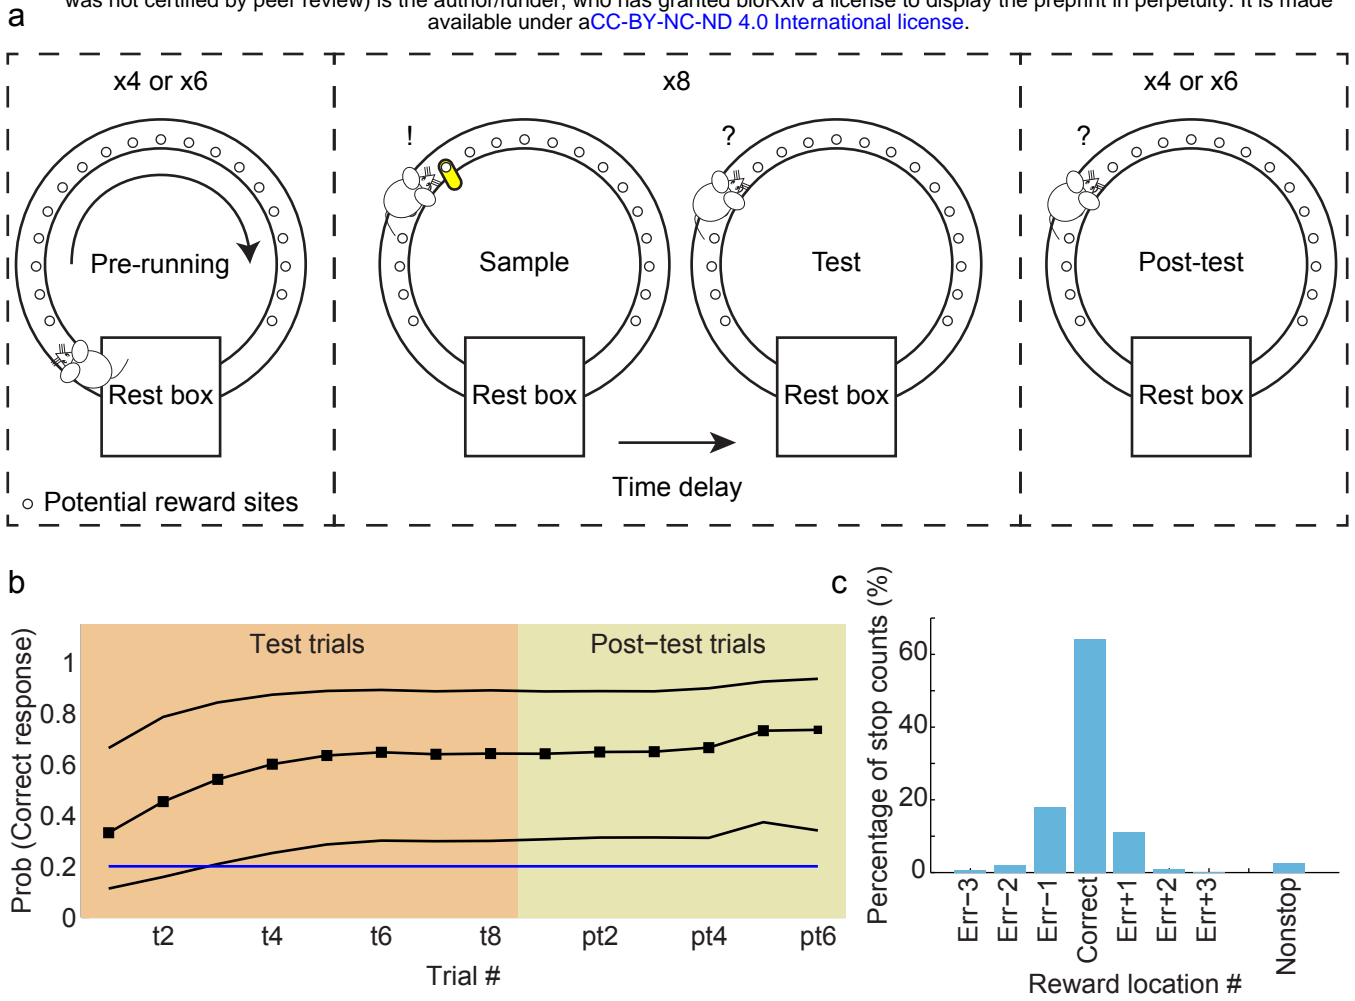 was not certified by peer review) is the author/funder, who has granted bioRxiv a license to display the preprint in perpetuity. It is made
available under aCC-BY-NC-ND 4.0 International license.
a
x4 or x6
x8
x4 or x6
!
?
?
Pre-running
Sample
Test
Post-test
Rest box
Rest box
Rest box
Rest box
Time delay
Potential reward sites
b
Prob (Correct response)
Test trials
Post−test trials
1
0.8
0.6
0.4
0.2
0
t2
t4
t6
t8
pt2
pt4
pt6
Trial #
c
Percentage of stop counts (%)
60
40
20
0
Err−3
Err−2
Err−1
Correct
Err+1
Err+2
Err+3
Nonstop
Reward location #